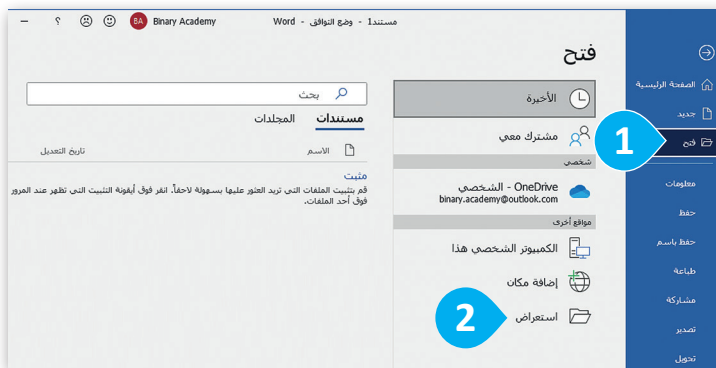 مستند1 - وضع التوافق - Word
Binary Academy
BA
؟
فتح
الصفحة الرئيسية
جديد
فتح
1
معلومات
حفظ
حفظ باسم
طباعة
مشاركة
تصدير
تحويل
الأخيرة
مشترك معي
شخصي
OneDrive - الشخصي
binary.academy@outlook.com
مواقع أخرى
الكمبيوتر الشخصي هذا
إضافة مكان
استعراض
2
بحث
مستندات المجلدات
الاسم تاريخ التعديل
مثبت
قم بتثبيت الملفات التي تريد العثور عليها بسهولة لاحقاً. انقر فوق أيقونة التثبيت التي تظهر عند المرور
فوق أحد الملفات.